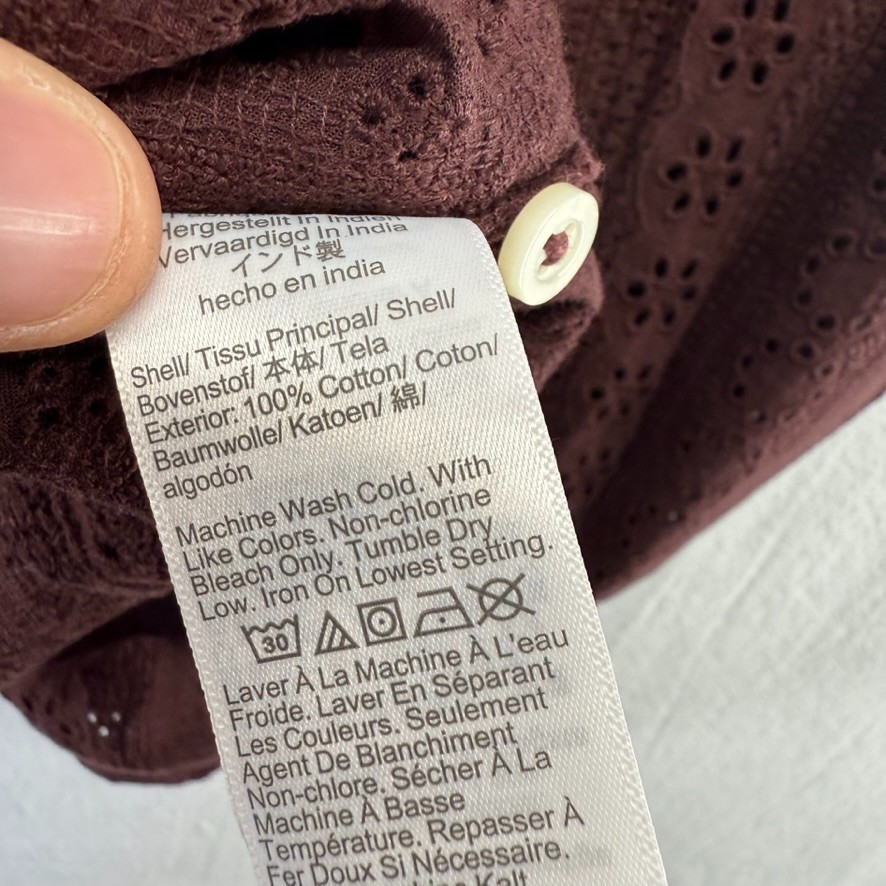 Hergestellt In Indien
Vervaardigd In India
インド製
hecho en india
Shell/ Tissu Principal/ Shell/
Bovenstof/ 本体/ Tela
Exterior: 100% Cotton/ Coton/
Baumwolle/ Katoen/ 綿/
algodón
Machine Wash Cold. With
Like Colors. Non-chlorine
Bleach Only. Tumble Dry
Low. Iron On Lowest Setting.
30
Laver À La Machine À L'eau
Froide. Laver En Séparant
Les Couleurs. Seulement
Agent De Blanchiment
Non-chlore. Sécher À La
Machine À Basse
Température. Repasser À
Fer Doux Si Nécessaire.
Kalt